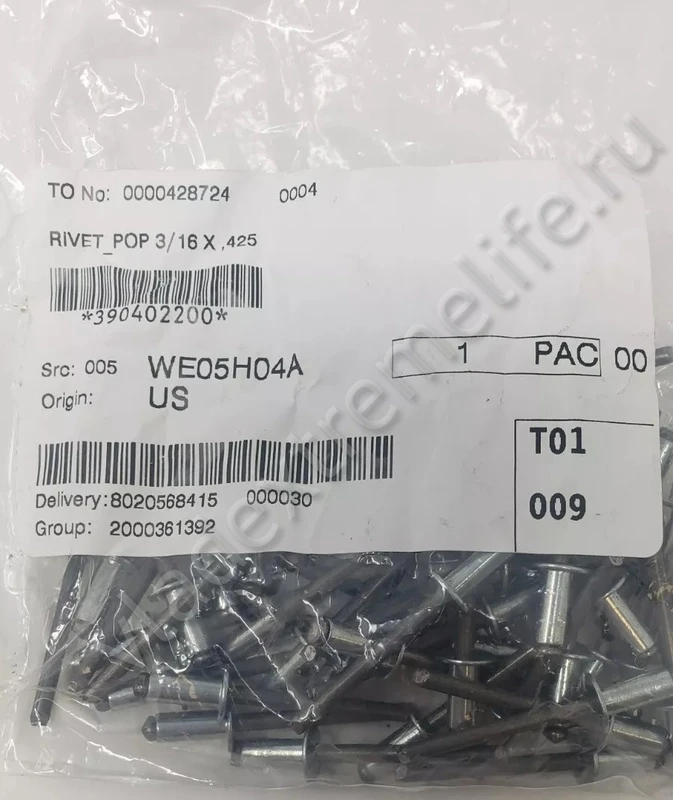 TO No: 0000428724 0004
RIVET_POP 3/16 X ,425
*390402200*
Src: 005 WE05H04A 1 PAC 00
Origin: US
T01
Delivery: 8020568415 000030
009
Group: 2000361392